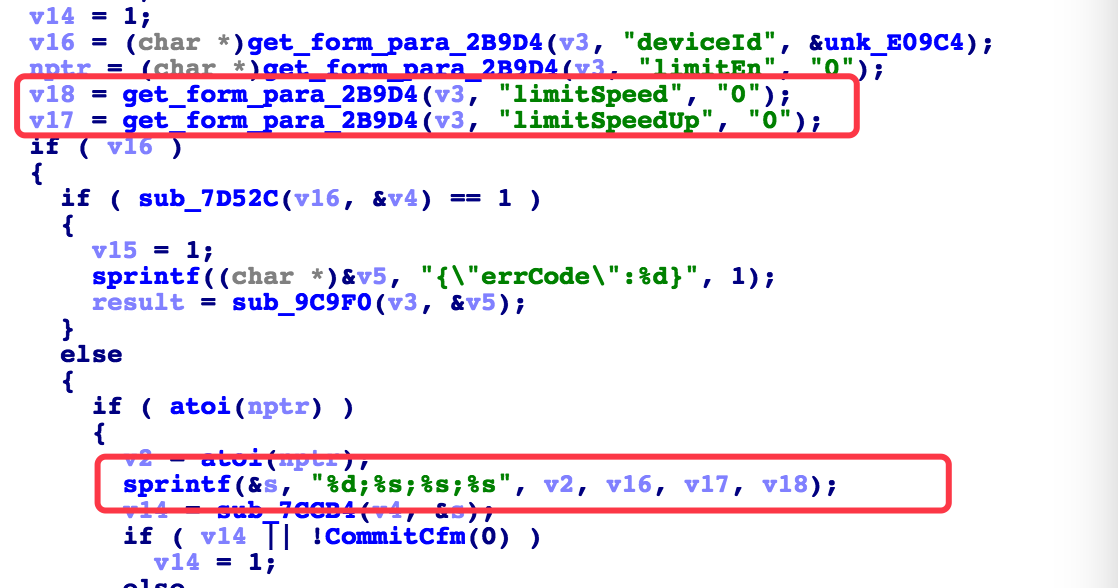 v14 = 1;
v16 = (char *)get_form_para_2B9D4(v3, "deviceId", &unk_E09C4);
nptr = (char *)get_form_para_2B9D4(v3, "limitEn", "0");
v18 = get_form_para_2B9D4(v3, "limitSpeed", "0");
v17 = get_form_para_2B9D4(v3, "limitSpeedUp", "0");
if ( v16 )
{
if ( sub_7D52C(v16, &v4) == 1 )
{
v15 = 1;
sprintf((char *)&v5, "{\"errCode\":%d}", 1);
result = sub_9C9F0(v3, &v5);
}
else
{
if ( atoi(nptr) )
{
v2 = atoi(nptr);
sprintf(&s, "%d;%s;%s;%s", v2, v16, v17, v18);
v14 = sub_7CCB4(v4, &s);
if ( v14 || !CommitCfm(0) )
v14 = 1;
else